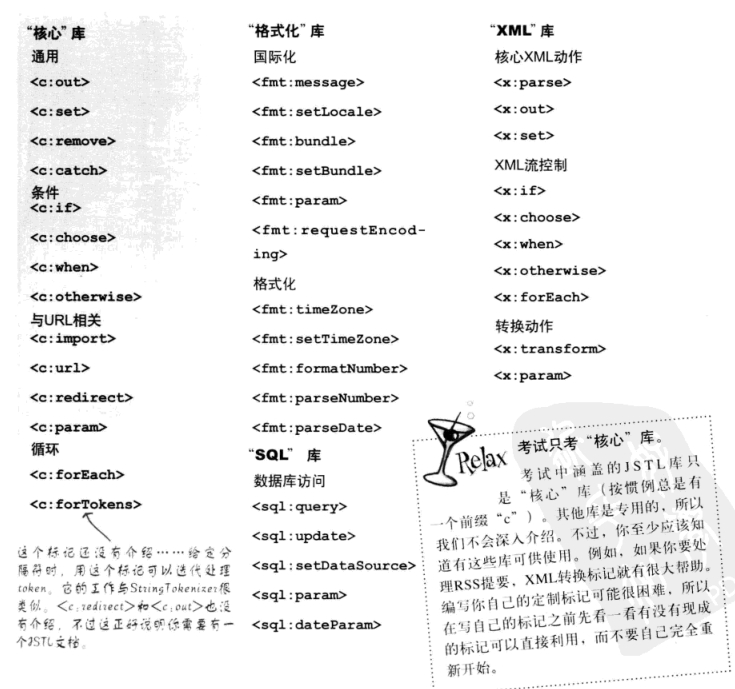 “核心”库
通用
<c:out>
<c:set>
<c:remove>
<c:catch>
条件
<c:if>
<c:choose>
<c:when>
<c:otherwise>
与URL相关
<c:import>
<c:url>
<c:redirect>
<c:param>
循环
<c:forEach>
<c:forTokens>
这个标记还没有介绍……给定分
隔符时，用这个标记可以迭代处理
token。它的工作与StringTokenizer很
类似。<c:redirect>和<c:out>也没
有介绍，不过这正好说明你需要有一
个JSTL文档。
“格式化”库
国际化
<fmt:message>
<fmt:setLocale>
<fmt:bundle>
<fmt:setBundle>
<fmt:param>
<fmt:requestEncod-
ing>
格式化
<fmt:timeZone>
<fmt:setTimeZone>
<fmt:formatNumber>
<fmt:parseNumber>
<fmt:parseDate>
“SQL” 库
数据库访问
<sql:query>
<sql:update>
<sql:setDataSource>
<sql:param>
<sql:dateParam>
“XML”库
核心XML动作
<x:parse>
<x:out>
<x:set>
XML流控制
<x:if>
<x:choose>
<x:when>
<x:otherwise>
<x:forEach>
转换动作
<x:transform>
<x:param>
Relax
考试只考“核心”库。
考试中涵盖的JSTL库只
是“核心”库（按惯例总是有
一个前缀“c”）。其他库是专用的，所以
我们不会深入介绍。不过，你至少应该知
道有这些库可供使用。例如，如果你要处
理RSS提要，XML转换标记就有很大帮助。
编写你自己的定制标记可能很困难，所以
在写自己的标记之前先看一看有没有现成
的标记可以直接利用，而不要自己完全重
新开始。